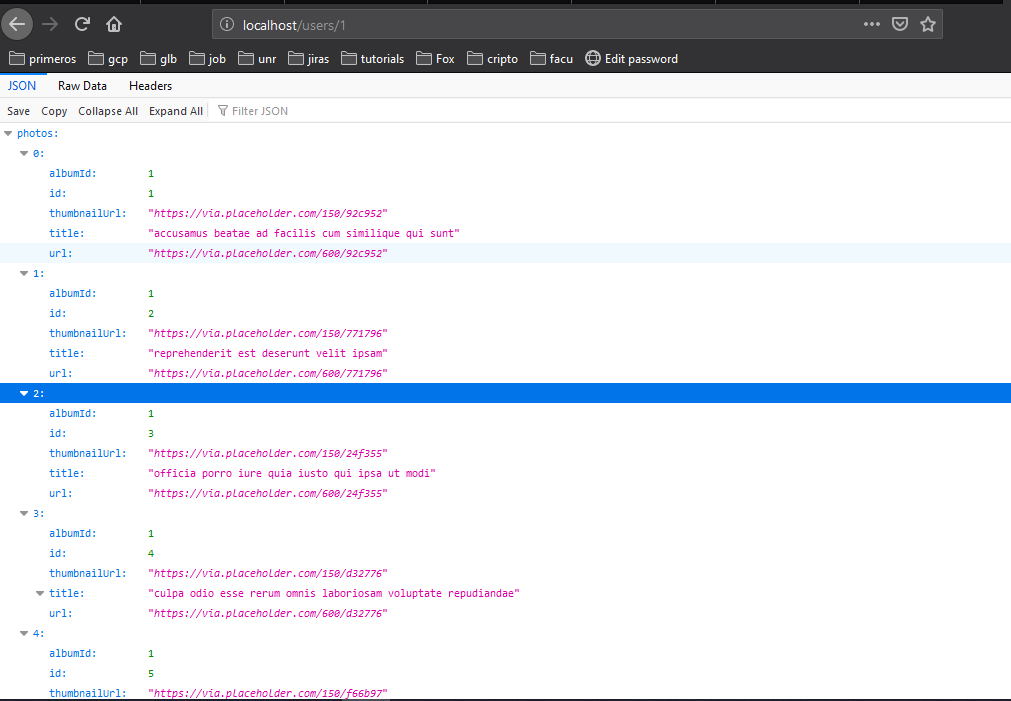 localhost/users/1
primeros gcp glb job unr jiras tutorials Fox cripto facu Edit password
JSON Raw Data Headers
Save Copy Collapse All Expand All Filter JSON
photos:
0:
albumId: 1
id: 1
thumbnailUrl: "https://via.placeholder.com/150/92c952"
title: "accusamus beatae ad facilis cum similique qui sunt"
url: "https://via.placeholder.com/600/92c952"
1:
albumId: 1
id: 2
thumbnailUrl: "https://via.placeholder.com/150/771796"
title: "reprehenderit est deserunt velit ipsam"
url: "https://via.placeholder.com/600/771796"
2:
albumId: 1
id: 3
thumbnailUrl: "https://via.placeholder.com/150/24f355"
title: "officia porro iure quia iusto qui ipsa ut modi"
url: "https://via.placeholder.com/600/24f355"
3:
albumId: 1
id: 4
thumbnailUrl: "https://via.placeholder.com/150/d32776"
title: "culpa odio esse rerum omnis laboriosam voluptate repudiandae"
url: "https://via.placeholder.com/600/d32776"
4:
albumId: 1
id: 5
thumbnailUrl: "https://via.placeholder.com/150/f66b97"